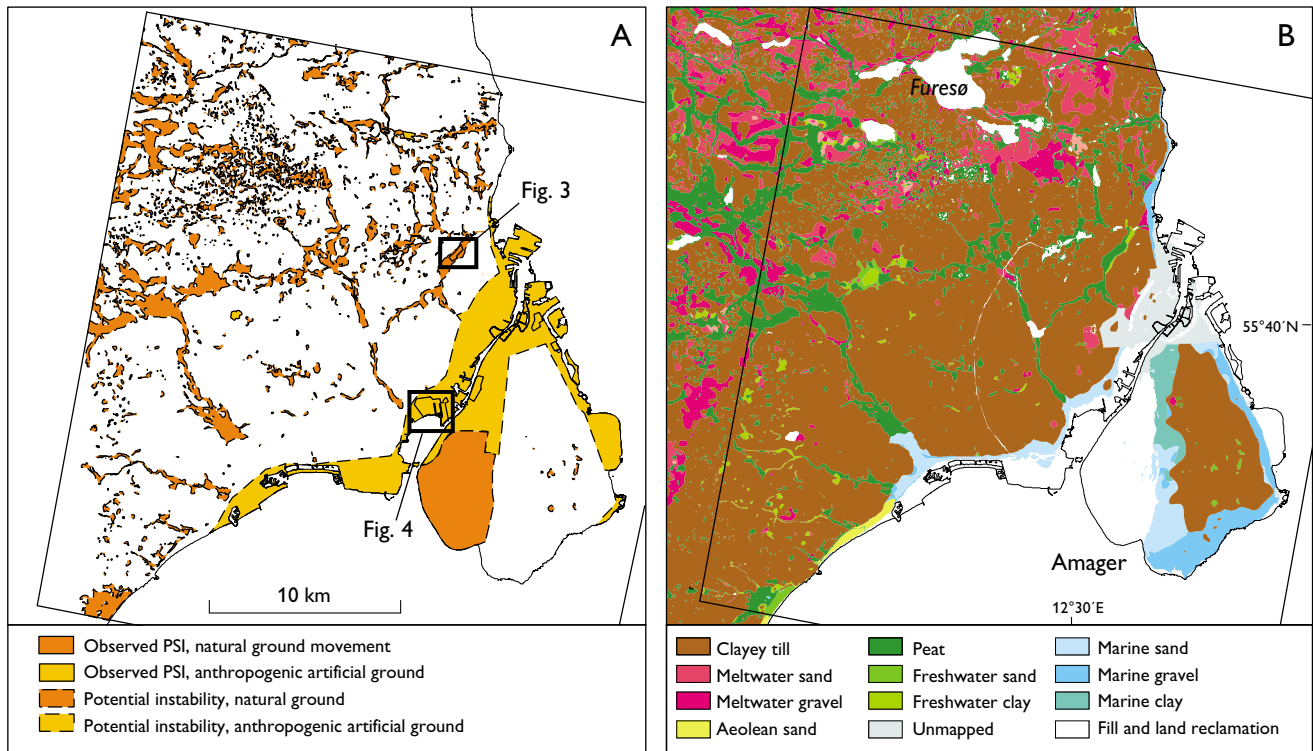 A
Fig. 3
Fig. 4
10 km
Observed PSI, natural ground movement
Observed PSI, anthropogenic artificial ground
Potential instability, natural ground
Potential instability, anthropogenic artificial ground
B
Furesø
55°40´N
Amager
12°30´E
Clayey till
Meltwater sand
Meltwater gravel
Aeolean sand
Peat
Freshwater sand
Freshwater clay
Unmapped
Marine sand
Marine gravel
Marine clay
Fill and land reclamation